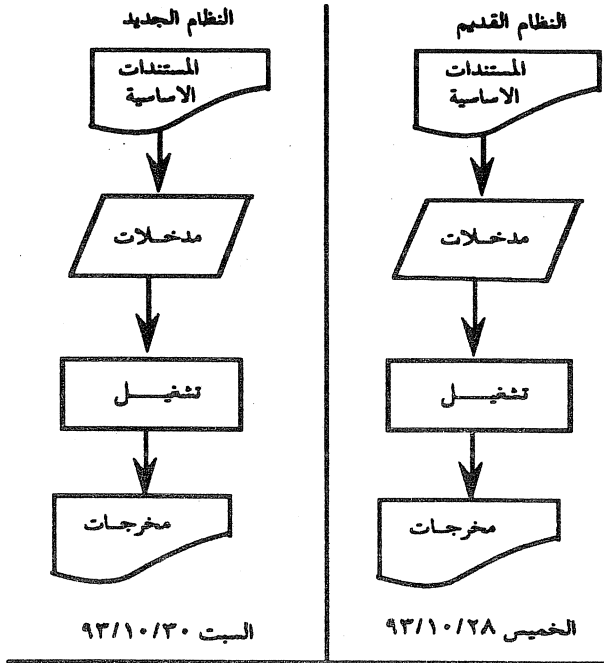 النظام القديم
المستندات
الاساسية
مدخلات
تشغيل
مخرجات
الخميس ٩٣/١٠/٢٨
النظام الجديد
المستندات
الاساسية
مدخلات
تشغيل
مخرجات
السبت ٩٣/١٠/٣٠